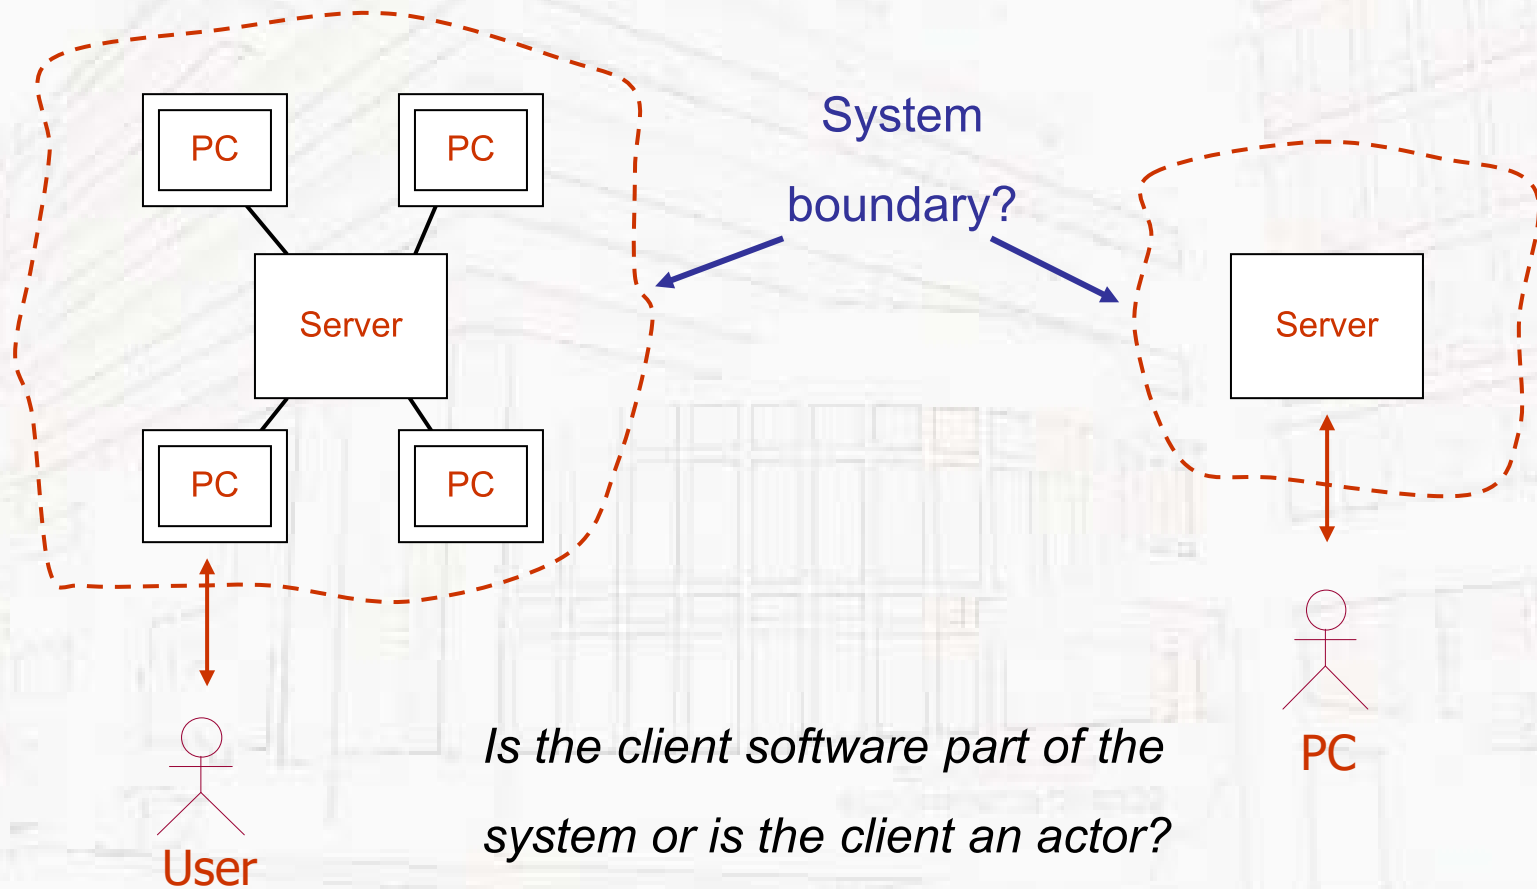 PC
PC
System
boundary?
Server
Server
PC
PC
Is the client software part of the
system or is the client an actor?
PC
User